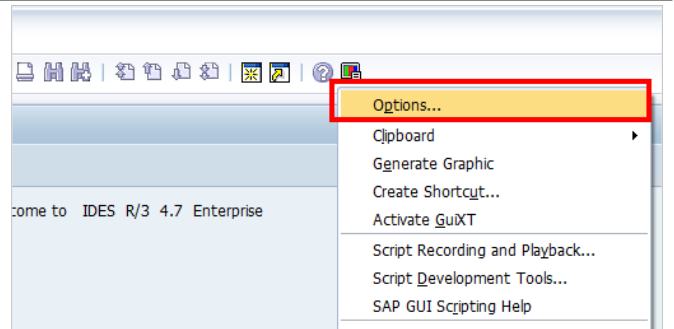 Options...
Clipboard
Generate Graphic
Create Shortcut...
Activate GuiXT
come to IDES R/3 4.7 Enterprise
Script Recording and Playback...
Script Development Tools...
SAP GUI Scripting Help